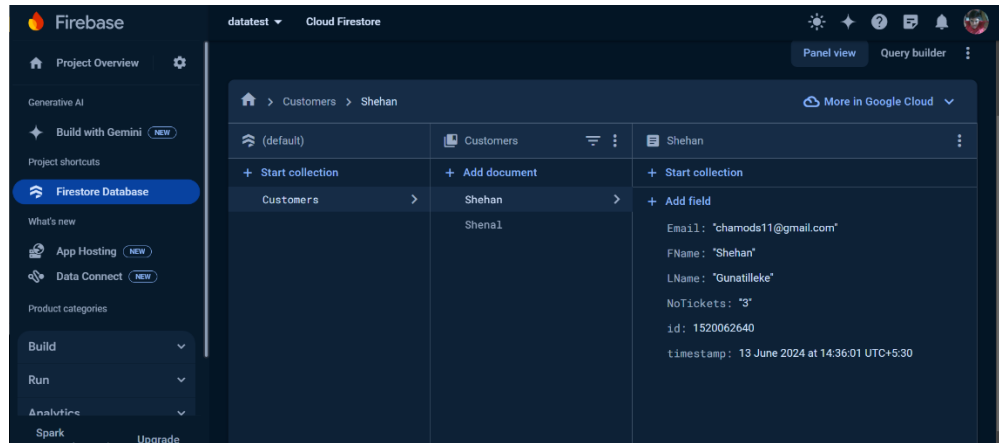 Firebase
datatest Cloud Firestore
Project Overview
Panel view Query builder
Generative AI
Build with Gemini NEW
Project shortcuts
Firestore Database
What's new
App Hosting NEW
Data Connect NEW
Product categories
Build
Run
Analytics
Spark
Upgrade
Customers > Shehan
More in Google Cloud
(default)
+ Start collection
Customers
Customers
+ Add document
Shehan
Shenal
Shehan
+ Start collection
+ Add field
Email: "chamods11@gmail.com"
FName: "Shehan"
LName: "Gunatilleke"
NoTickets: "3"
id: 1520062640
timestamp: 13 June 2024 at 14:36:01 UTC+5:30